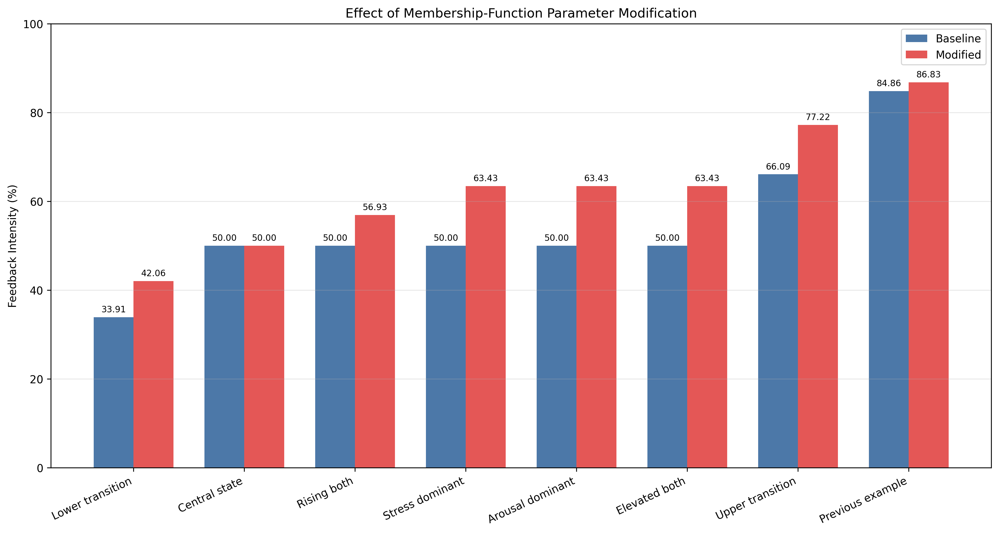 Effect of Membership-Function Parameter Modification
Baseline
Modified
Feedback Intensity (%)
100
80
60
40
20
0
33.91
42.06
50.00
50.00
50.00
56.93
50.00
63.43
50.00
63.43
50.00
63.43
66.09
77.22
84.86
86.83
Lower transition
Central state
Rising both
Stress dominant
Arousal dominant
Elevated both
Upper transition
Previous example